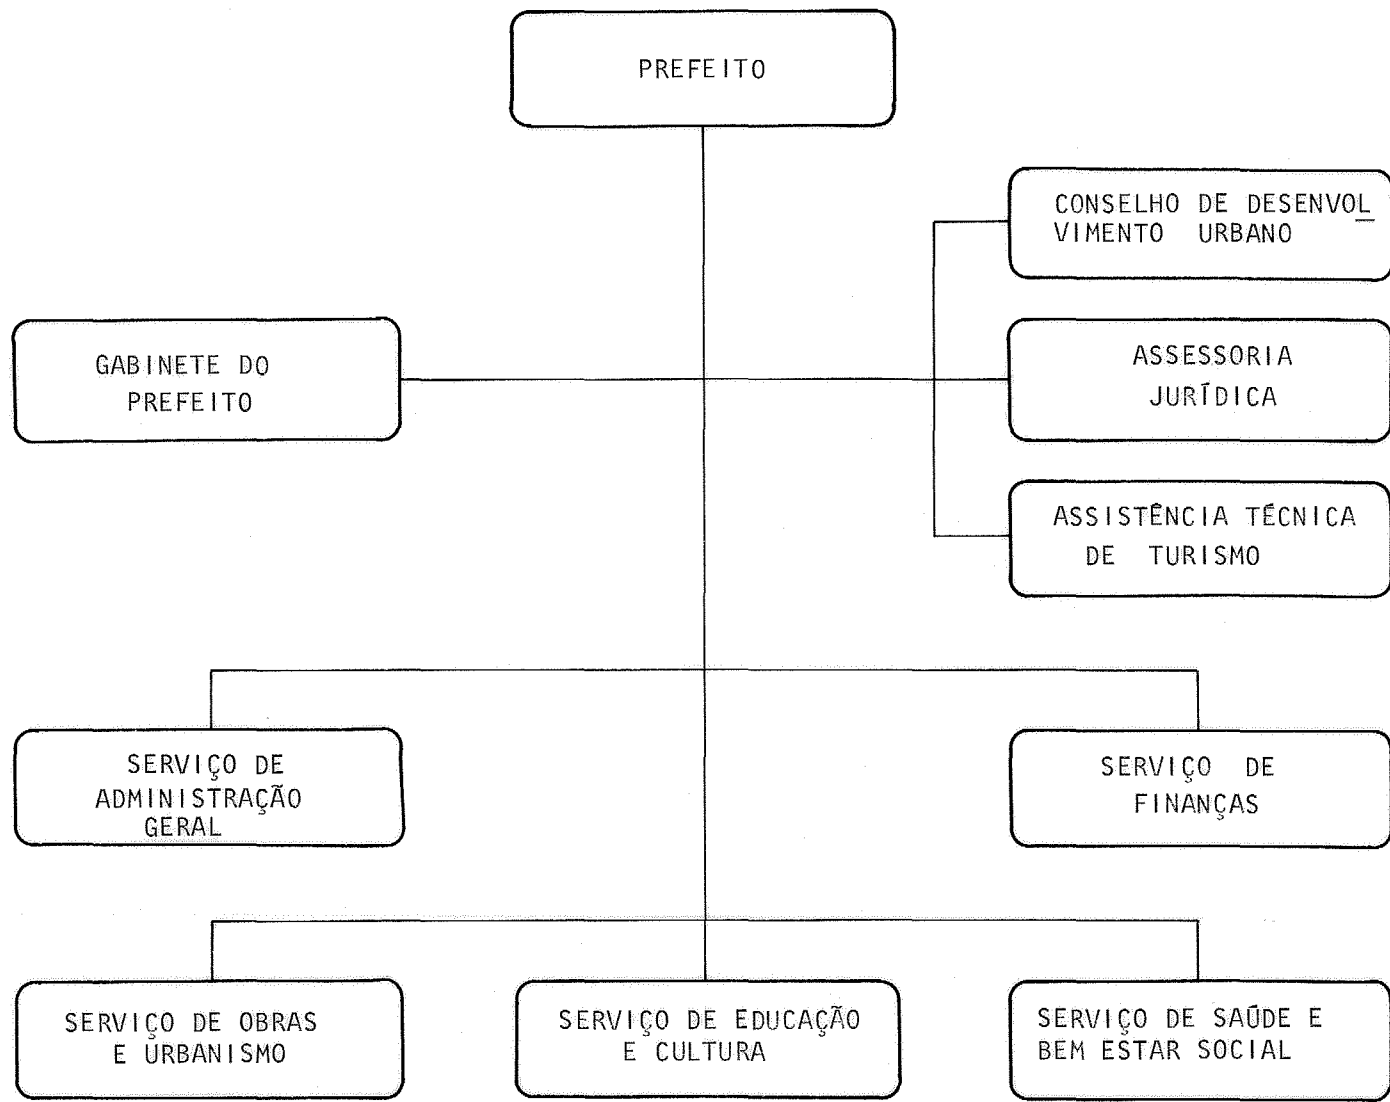 PREFEITO
CONSELHO DE DESENVOL
VIMENTO URBANO
GABINETE DO
PREFEITO
ASSESSORIA
JURÍDICA
ASSISTÊNCIA TÉCNICA
DE TURISMO
SERVIÇO DE
ADMINISTRAÇÃO
GERAL
SERVIÇO DE
FINANÇAS
SERVIÇO DE OBRAS
E URBANISMO
SERVIÇO DE EDUCAÇÃO
E CULTURA
SERVIÇO DE SAÚDE E
BEM ESTAR SOCIAL